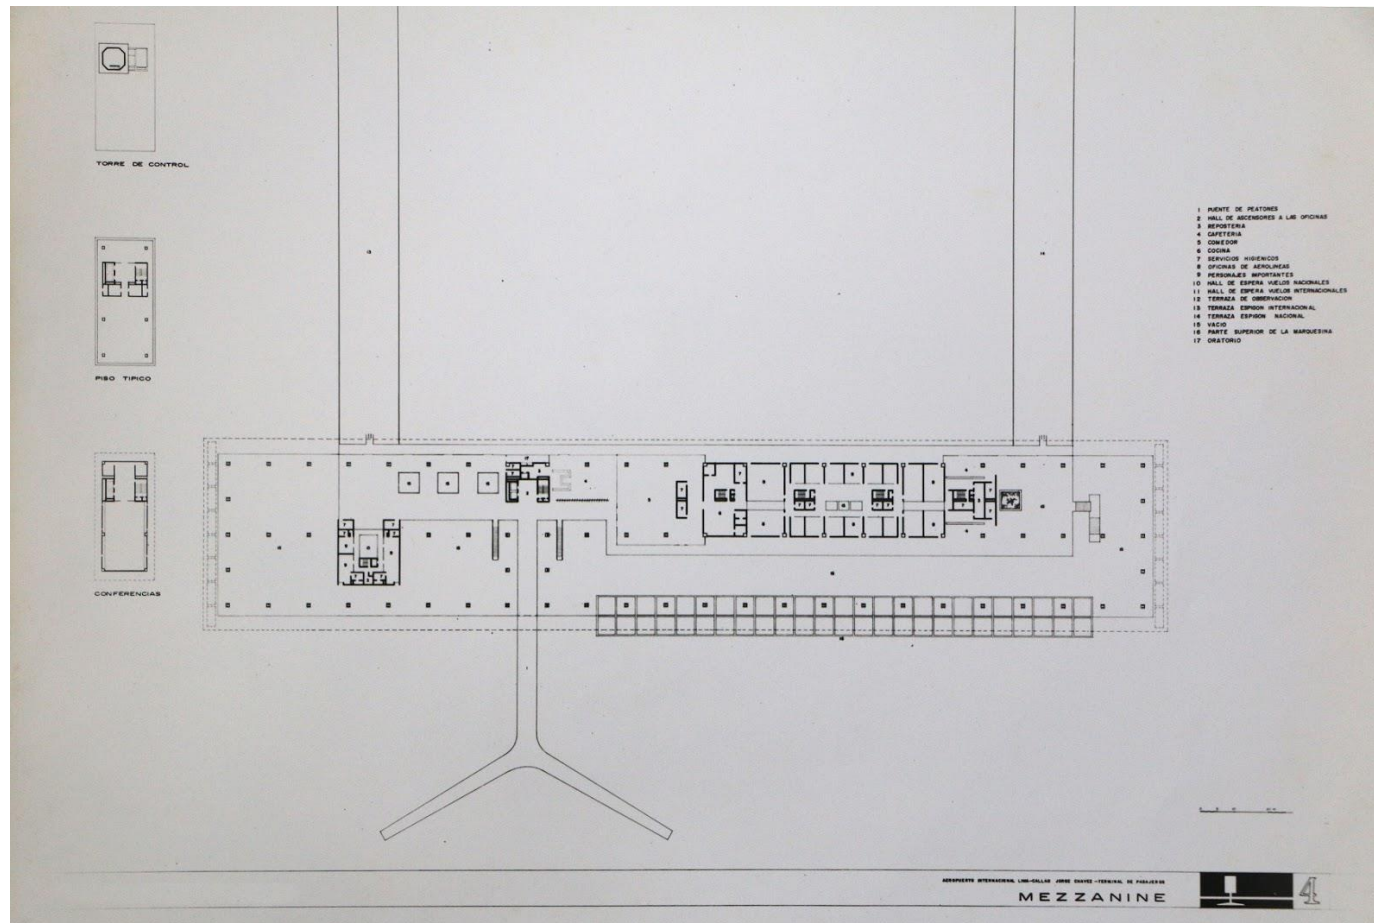 TORRE DE CONTROL
PISO TIPICO
CONFERENCIAS
1 PUENTE DE PEATONES
2 HALL DE ASCENSORES A LAS OFICINAS
3 REPOSTERIA
4 CAFETERIA
5 COMEDOR
6 COCINA
7 SERVICIOS HIGIENICOS
8 OFICINAS DE AEROLINEAS
9 PERSONAJES IMPORTANTES
10 HALL DE ESPERA VUELOS NACIONALES
11 HALL DE ESPERA VUELOS INTERNACIONALES
12 TERRAZA DE OBSERVACION
13 TERRAZA ESPIGON INTERNACIONAL
14 TERRAZA ESPIGON NACIONAL
15 VACIO
16 PARTE SUPERIOR DE LA MARQUESINA
17 ORATORIO
AEROPUERTO INTERNACIONAL LIMA-CALLAO JORGE CHAVEZ - TERMINAL DE PASAJEROS
MEZZANINE
4